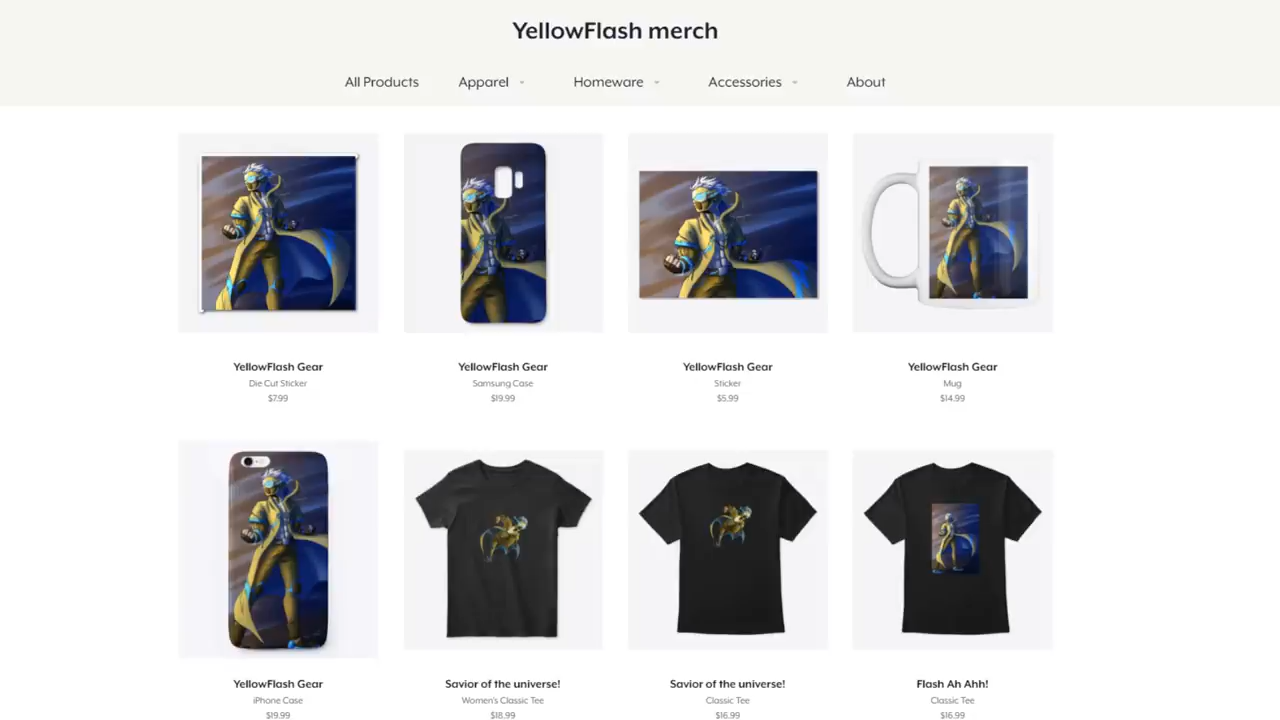 YellowFlash merch
All Products Apparel Homeware Accessories About
YellowFlash Gear YellowFlash Gear YellowFlash Gear YellowFlash Gear
Die Cut Sticker Samsung Case Sticker Mug
$7.99 $19.99 $5.99 $14.99
YellowFlash Gear Savior of the universe! Savior of the universe! Flash Ah Ahh!
iPhone Case Women's Classic Tee Classic Tee Classic Tee
$19.99 $18.99 $16.99 $16.99